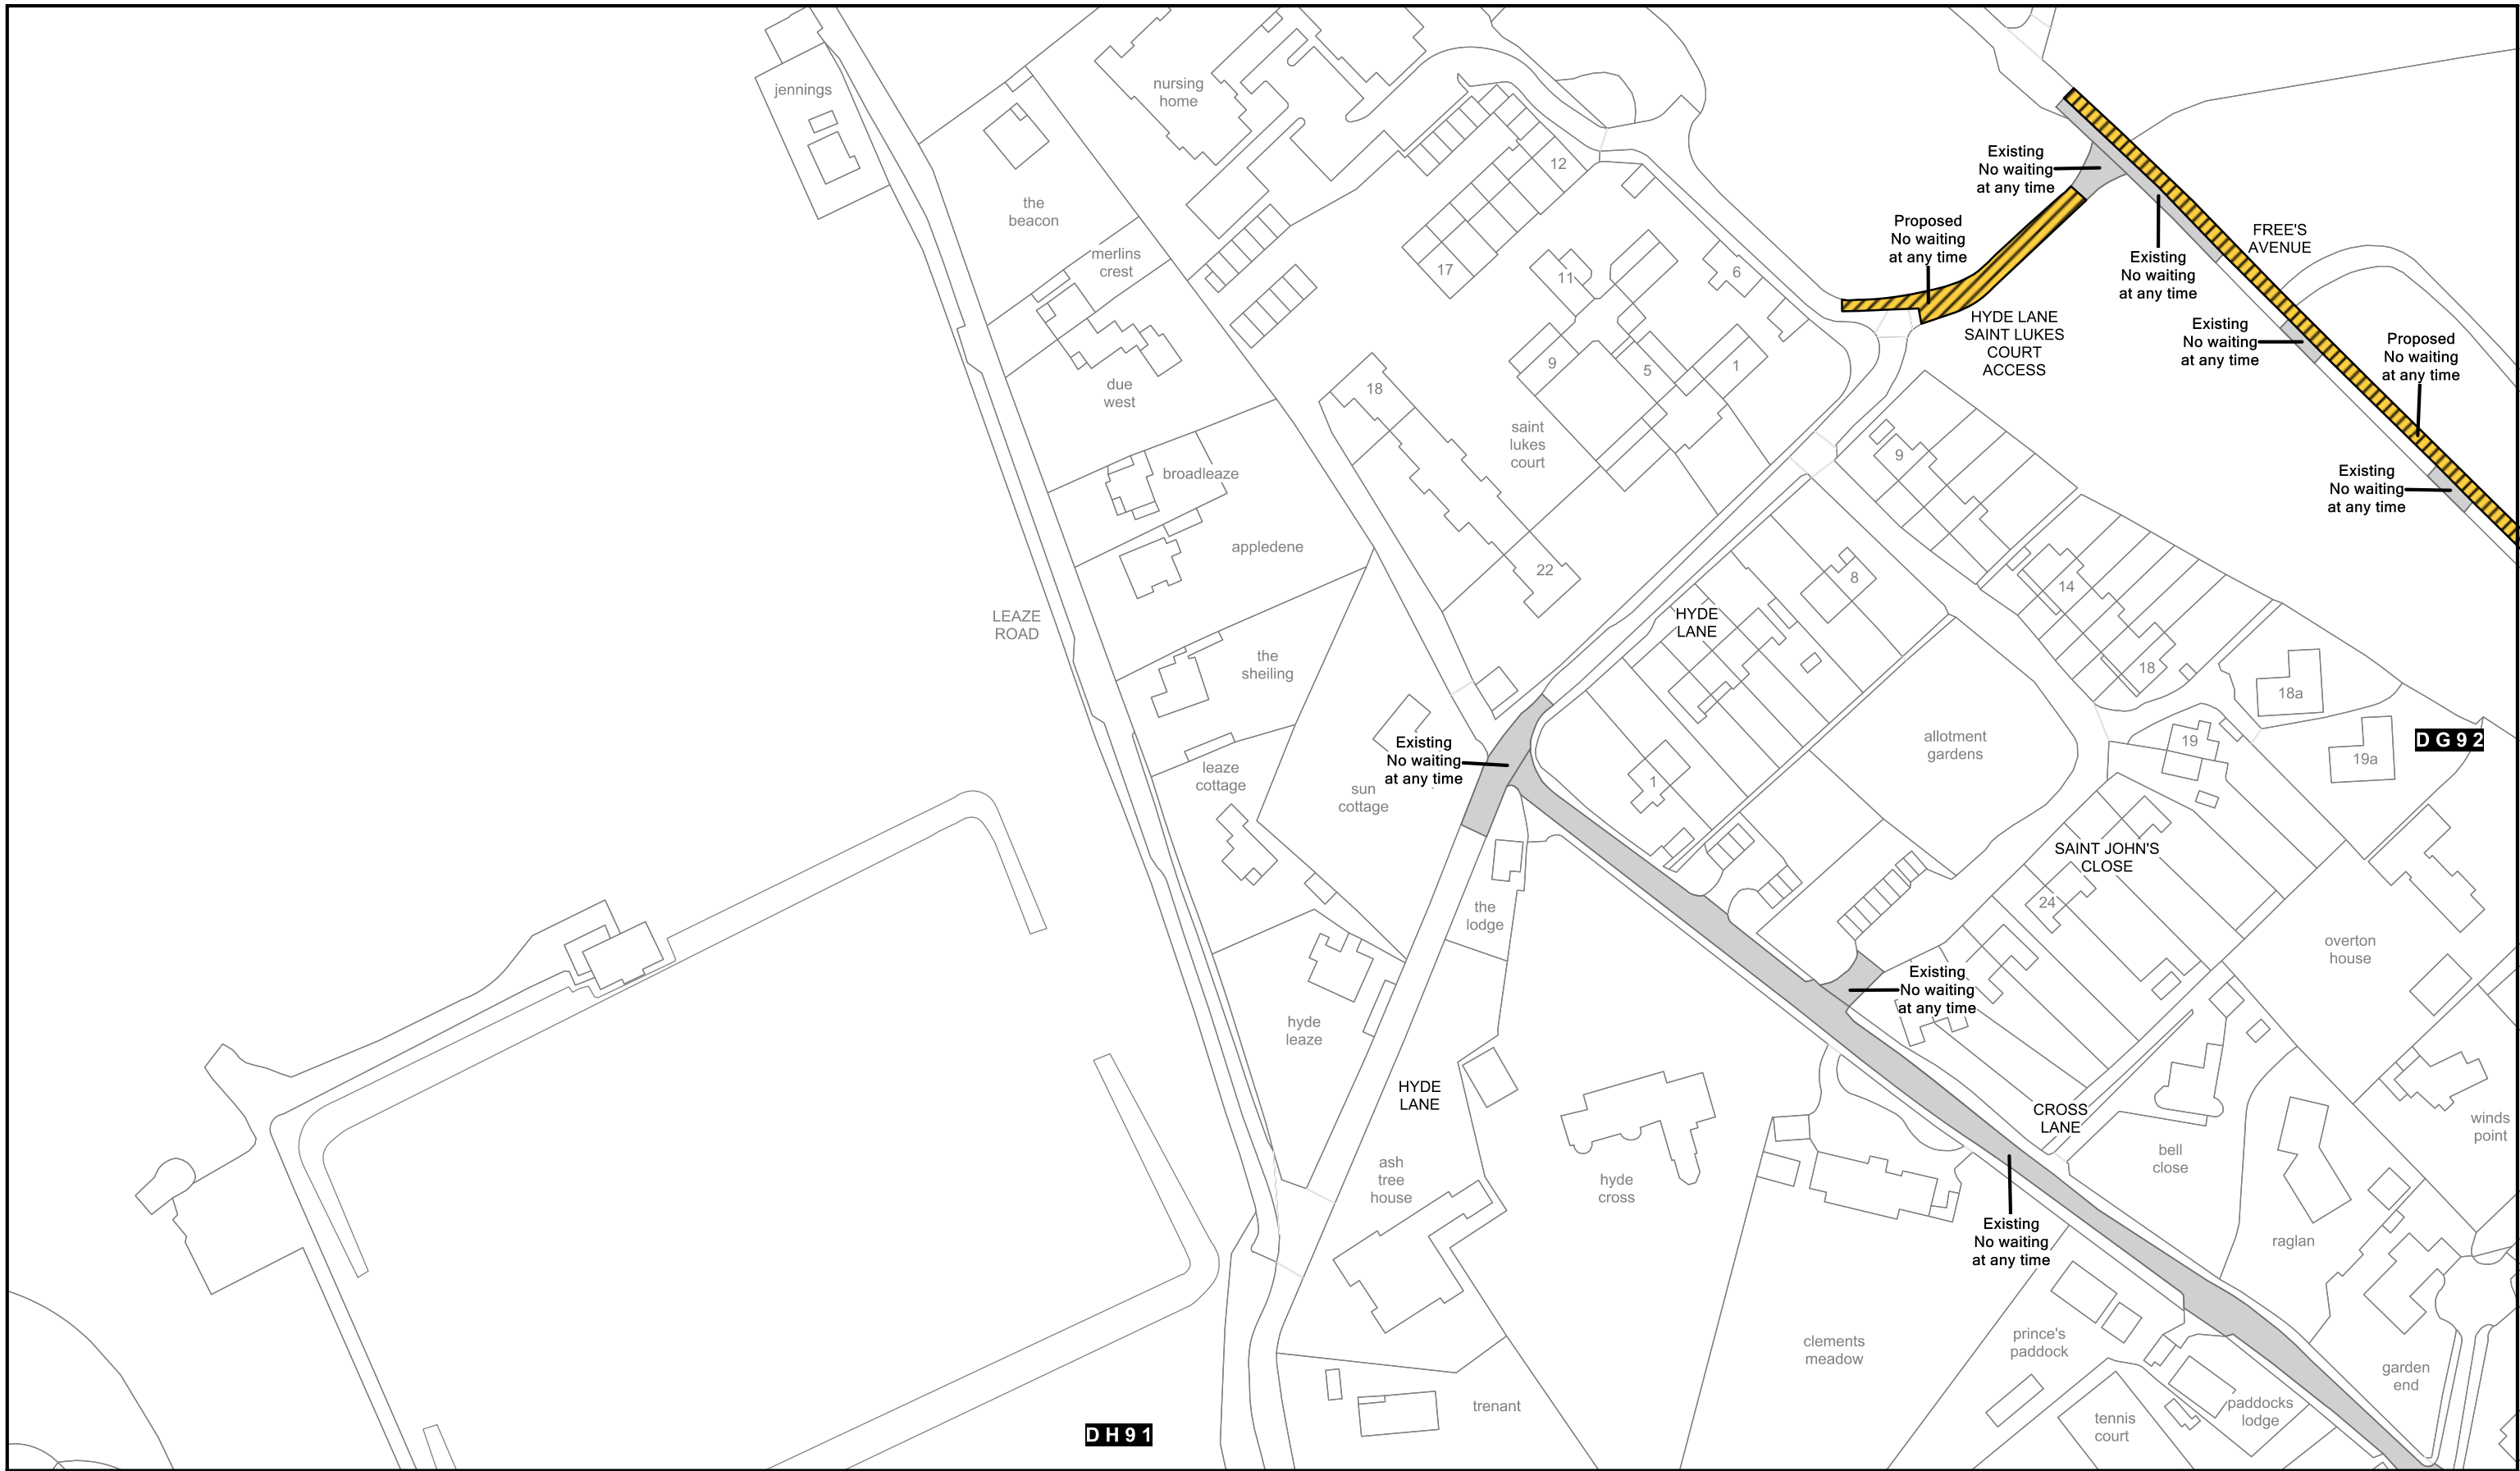 jennings
nursing
home
the
beacon
merlins
crest
due
west
broadleaze
appledene
LEAZE
ROAD
the
sheiling
leaze
cottage
sun
cottage
hyde
leaze
12
17
11
6
9
5
1
18
saint
lukes
court
22
Existing
No waiting
at any time
Proposed
No waiting
at any time
FREE'S
AVENUE
Existing
No waiting
at any time
HYDE LANE
SAINT LUKES
COURT
ACCESS
Existing
No waiting
at any time
Proposed
No waiting
at any time
Existing
No waiting
at any time
9
8
14
HYDE
LANE
18
18a
19
19a
DG92
allotment
gardens
1
Existing
No waiting
at any time
SAINT JOHN'S
CLOSE
24
the
lodge
overton
house
Existing
No waiting
at any time
HYDE
LANE
CROSS
LANE
winds
point
bell
close
ash
tree
house
hyde
cross
Existing
No waiting
at any time
raglan
clements
meadow
prince's
paddock
garden
end
trenant
tennis
court
paddocks
lodge
DH91